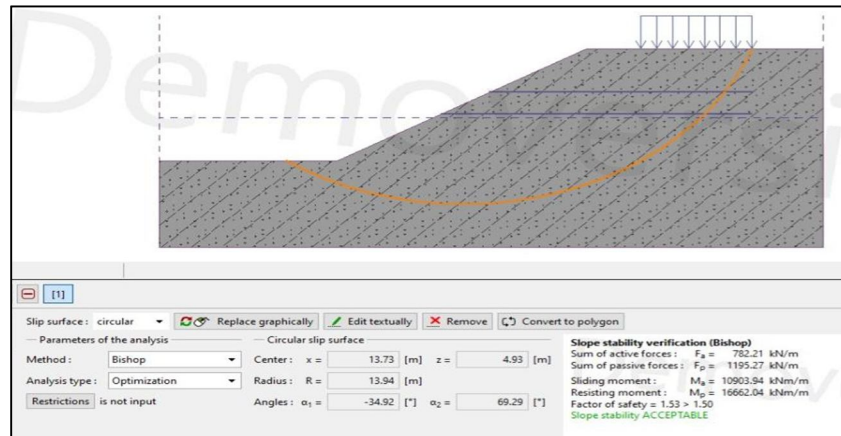 Demoversi
[1]
Slip surface : circular Replace graphically Edit textually Remove Convert to polygon
Parameters of the analysis
Method : Bishop
Analysis type : Optimization
Restrictions is not input
Circular slip surface
Center : x = 13.73 [m] z = 4.93 [m]
Radius : R = 13.94 [m]
Angles : α1 = -34.92 [°] α2 = 69.29 [°]
Slope stability verification (Bishop)
Sum of active forces : Fa = 782.21 kN/m
Sum of passive forces : Fp = 1195.27 kN/m
Sliding moment : Ma = 10903.94 kNm/m
Resisting moment : Mp = 16662.04 kNm/m
Factor of safety = 1.53 > 1.50
Slope stability ACCEPTABLE
Demov